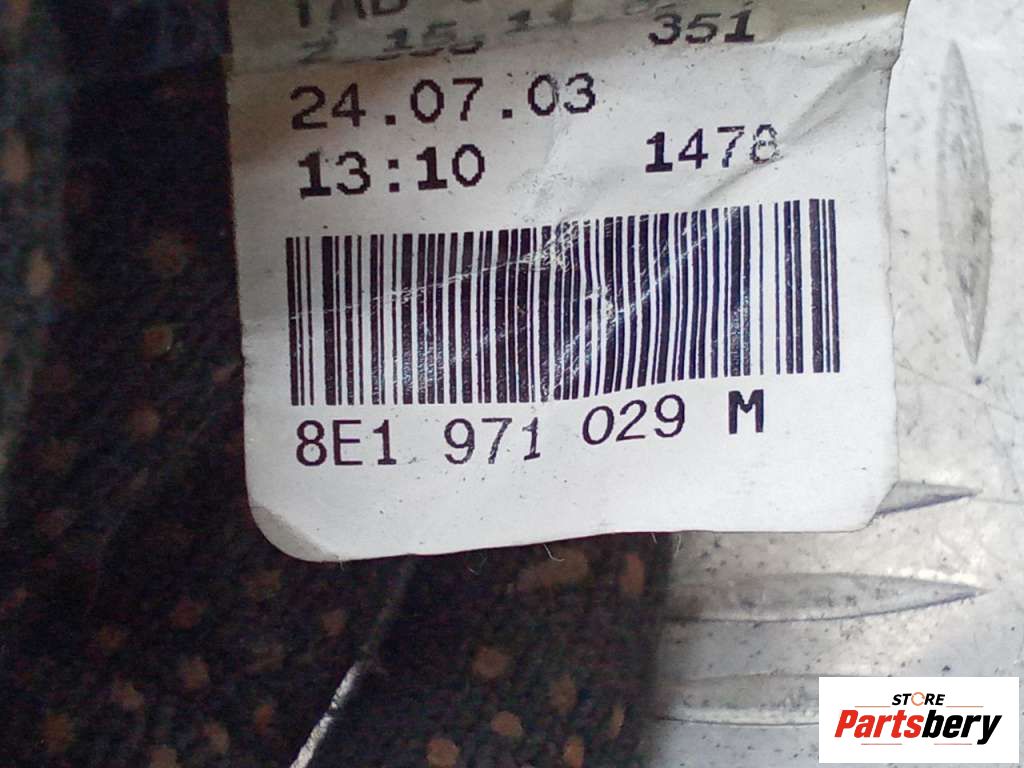 351
24.07.03
13:10 1478
8E1 971 029 M
STORE
Partsbery